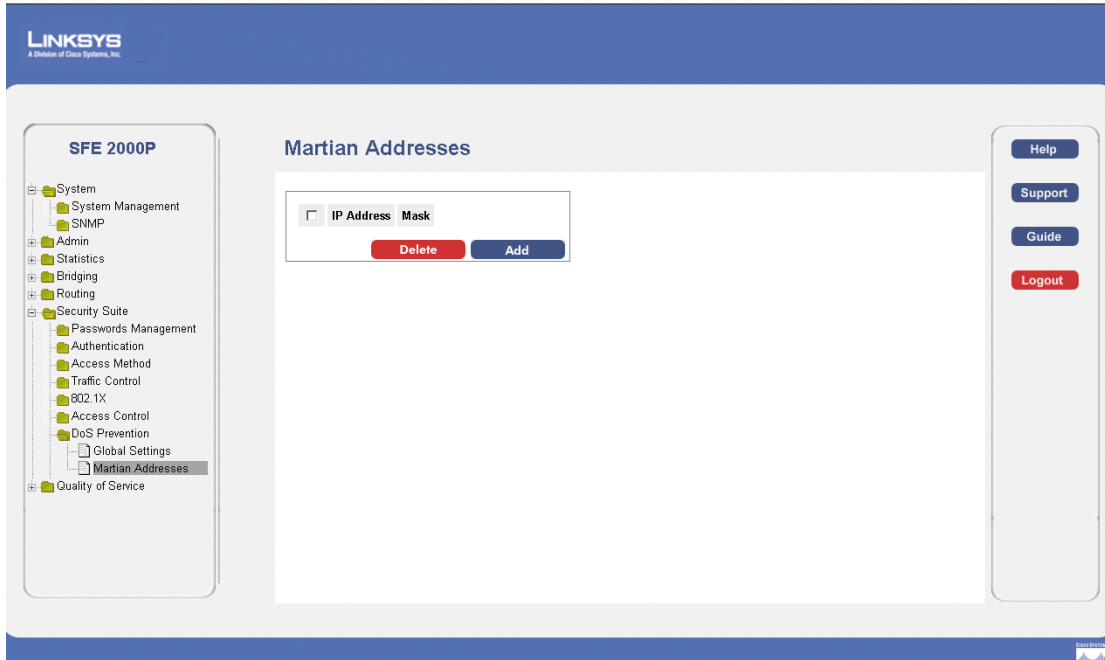 LINKSYS
A Division of Cisco Systems, Inc.
SFE 2000P
System
System Management
SNMP
Admin
Statistics
Bridging
Routing
Security Suite
Passwords Management
Authentication
Access Method
Traffic Control
802.1X
Access Control
DoS Prevention
Global Settings
Martian Addresses
Quality of Service
Martian Addresses
IP Address Mask
Delete Add
Help
Support
Guide
Logout